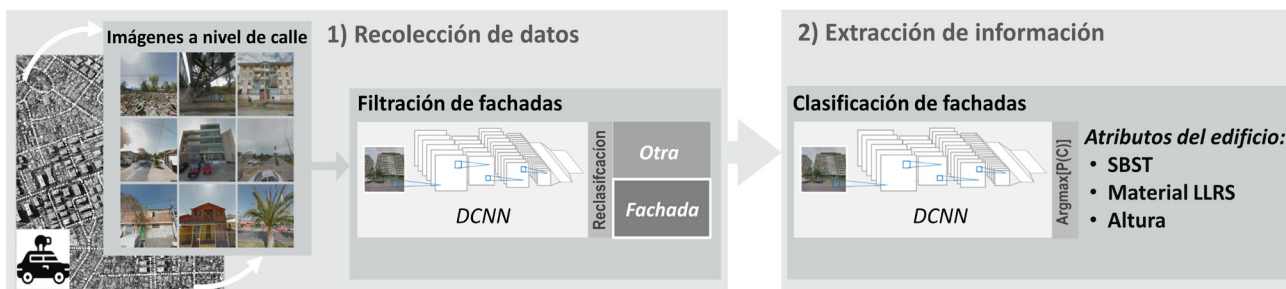 Imágenes a nivel de calle
1) Recolección de datos
Filtración de fachadas
DCNN
Reclasifcacion
Otra
Fachada
2) Extracción de información
Clasificación de fachadas
DCNN
Argmax[P(C)]
Atributos del edificio:
• SBST
• Material LLRS
• Altura